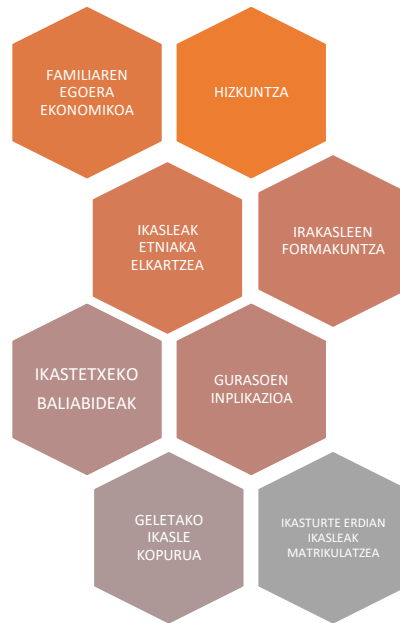 FAMILIAREN
EGOERA
EKONOMIKOA
HIZKUNTZA
IKASLEAK
ETNIAKA
ELKARTZEA
IRAKASLEEN
FORMAKUNTZA
IKASTETXEKO
BALIABIDEAK
GURASOEN
INPLIKAZIOA
GELETAKO
IKASLE
KOPURUA
IKASTURTE ERDIAN
IKASLEAK
MATRIKULATZEA